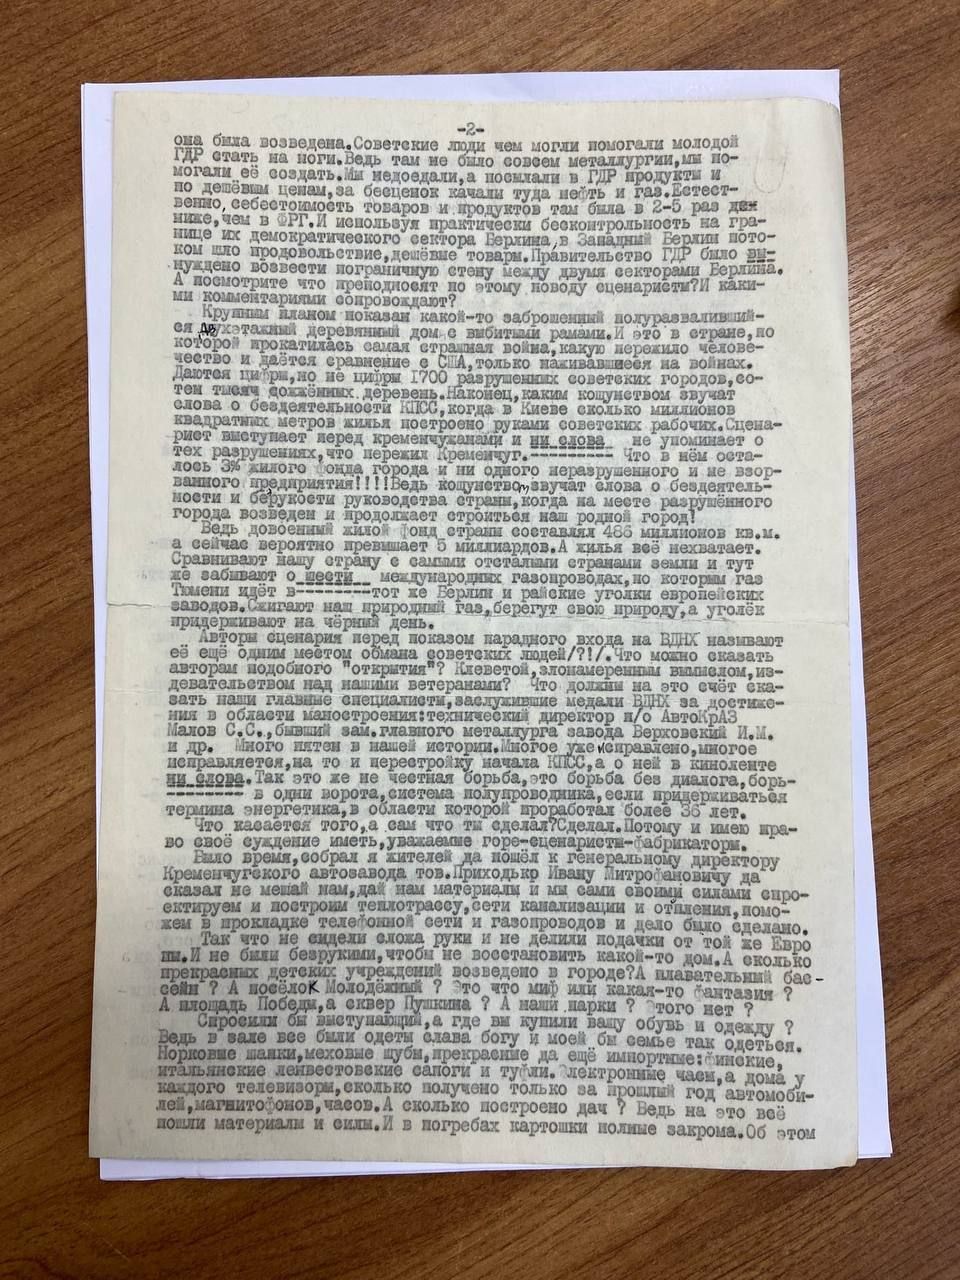 -2-
она была возведена.Советские люди чем могли помогали молодой
ГДР стать на ноги.Ведь там не было совсем металлургии,мы по-
могали её создать.Мы недоедали,а посылали в ГДР продукты и
по дешёвым ценам,за бесценок качали туда нефть и газ.Естест-
венно,себестоимость товаров и продуктов там была в 2-5 раз
ниже,чем в ФРГ.И используя практически бесконтрольность на гра-
нице их демократического сектора Берлина,в Западный Берлин пото-
ком шло продовольствие,дешёвые товары.Правительство ГДР было вы-
нуждено возвести пограничную стену между двумя секторами Берлина.
А посмотрите что преподносят по этому поводу сценаристы?И каки-
ми комментариями сопровождают?
Крупным планом показан какой-то заброшенный полуразваливший-
ся двухэтажный деревянный дом с выбитыми рамами.И это в стране,по
которой прокатилась самая страшная война,какую пережило челове-
чество и даётся сравнение с США,только наживавшиеся на войнах.
Даются цифры,но не цифры 1700 разрушенных советских городов,со-
тен тысяч сожжённых деревень.Наконец,каким кощунством звучат
слова о бездеятельности КПСС,когда в Киеве сколько миллионов
квадратных метров жилья построено руками советских рабочих.Сцена-
рист выступает перед кременчужанами и ни слова не упоминает о
тех разрушениях,что пережил Кременчуг.---------- Что в нём оста-
лось 3% жилого фонда города и ни одного неразрушенного и не взор-
ванного предприятия!!!!Ведь кощунством звучат слова о бездеятель-
ности и безрукости руководства страны,когда на месте разрушённого
города возведен и продолжает строиться наш родной город!
Ведь довоенный жилой фонд страны составлял 486 миллионов кв.м.
а сейчас вероятно превышает 5 миллиардов.А жилья всё нехватает.
Сравнивают нашу страну с самыми отсталыми странами земли и тут
же забывают о шести международных газопроводах,по которым газ
Тюмени идёт в--------тот же Берлин и райские уголки европейских
заводов.Сжигают наш природный газ,берегут свою природу,а уголёк
придерживают на чёрный день.
Авторы сценария перед показом парадного входа на ВДНХ называют
её ещё одним местом обмана советских людей/?!/.Что можно сказать
авторам подобного "открытия"? Клеветой,злонамеренным вымыслом,из-
девательством над нашими ветеранами? Что должны на это счёт ска-
зать наши главные специалисты,заслужившие медали ВДНХ за достиже-
ния в области маностроения:технический директор п/о АвтоКрАЗ
Малов С.С.,бывший зам.главного металлурга завода Верховский И.М.
и др. Много пятен в нашей истории.Многое уже исправлено,многое
исправляется,на то и перестройку начала КПСС,а о ней в киноленте
ни слова.Так это же не честная борьба,это борьба без диалога,борь-
---------- в одни ворота,система полупроводника,если придерживаться
термина энергетика,в области которой проработал более 36 лет.
Что касается того,а сам что ты сделал?Сделал.Потому и имею пра-
во своё суждение иметь,уважаемые горе-сценаристы-фабрикаторы.
Было время,собрал я жителей да пошёл к генеральному директору
Кременчугского автозавода тов.Приходько Ивану Митрофановичу да
сказал не мешай нам,дай нам материалы и мы сами своими силами спро-
ектируем и построим теплотрассу,сети канализации и отпления,помо-
жем в прокладке телефонной сети и газопроводов и дело было сделано.
Так что не сидели сложа руки и не делили подачки от той же Евро
пы.И не были безрукими,чтобы не восстановить какой-то дом.А сколько
прекрасных детских учреждений возведено в городе?А плавательный бас-
сейн ? А посёлок Молодёжный ? Это что миф или какая-то фантазия ?
А площадь Победы,а сквер Пушкина ? А наши парки ? Этого нет ?
Спросили бы выступающий,а где вы купили вашу обувь и одежду ?
Ведь в зале все были одеты слава богу и моей бы семье так одеться.
Норковые шапки,меховые шубы,прекрасные да ещё импортные:финские,
итальянские ленвестовские сапоги и туфли.Электронные часы,а дома у
каждого телевизоры,сколько получено только за прошлый год автомоби-
лей,магнитофонов,часов.А сколько построено дач ? Ведь на это всё
пошли материалы и силы.И в погребах картошки полные закрома.Об этом